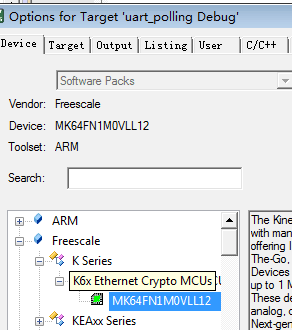 Options for Target 'uart_polling Debug'
Device Target Output Listing User C/C++
Software Packs
Vendor: Freescale
Device: MK64FN1M0VLL12
Toolset: ARM
Search:
ARM
Freescale
K Series
K6x Ethernet Crypto MCUs
MK64FN1M0VLL12
KEAxx Series
The Kine
with man
offering l
The-Go,
Devices
up to 1 M
These de
analog, c
Next-gen